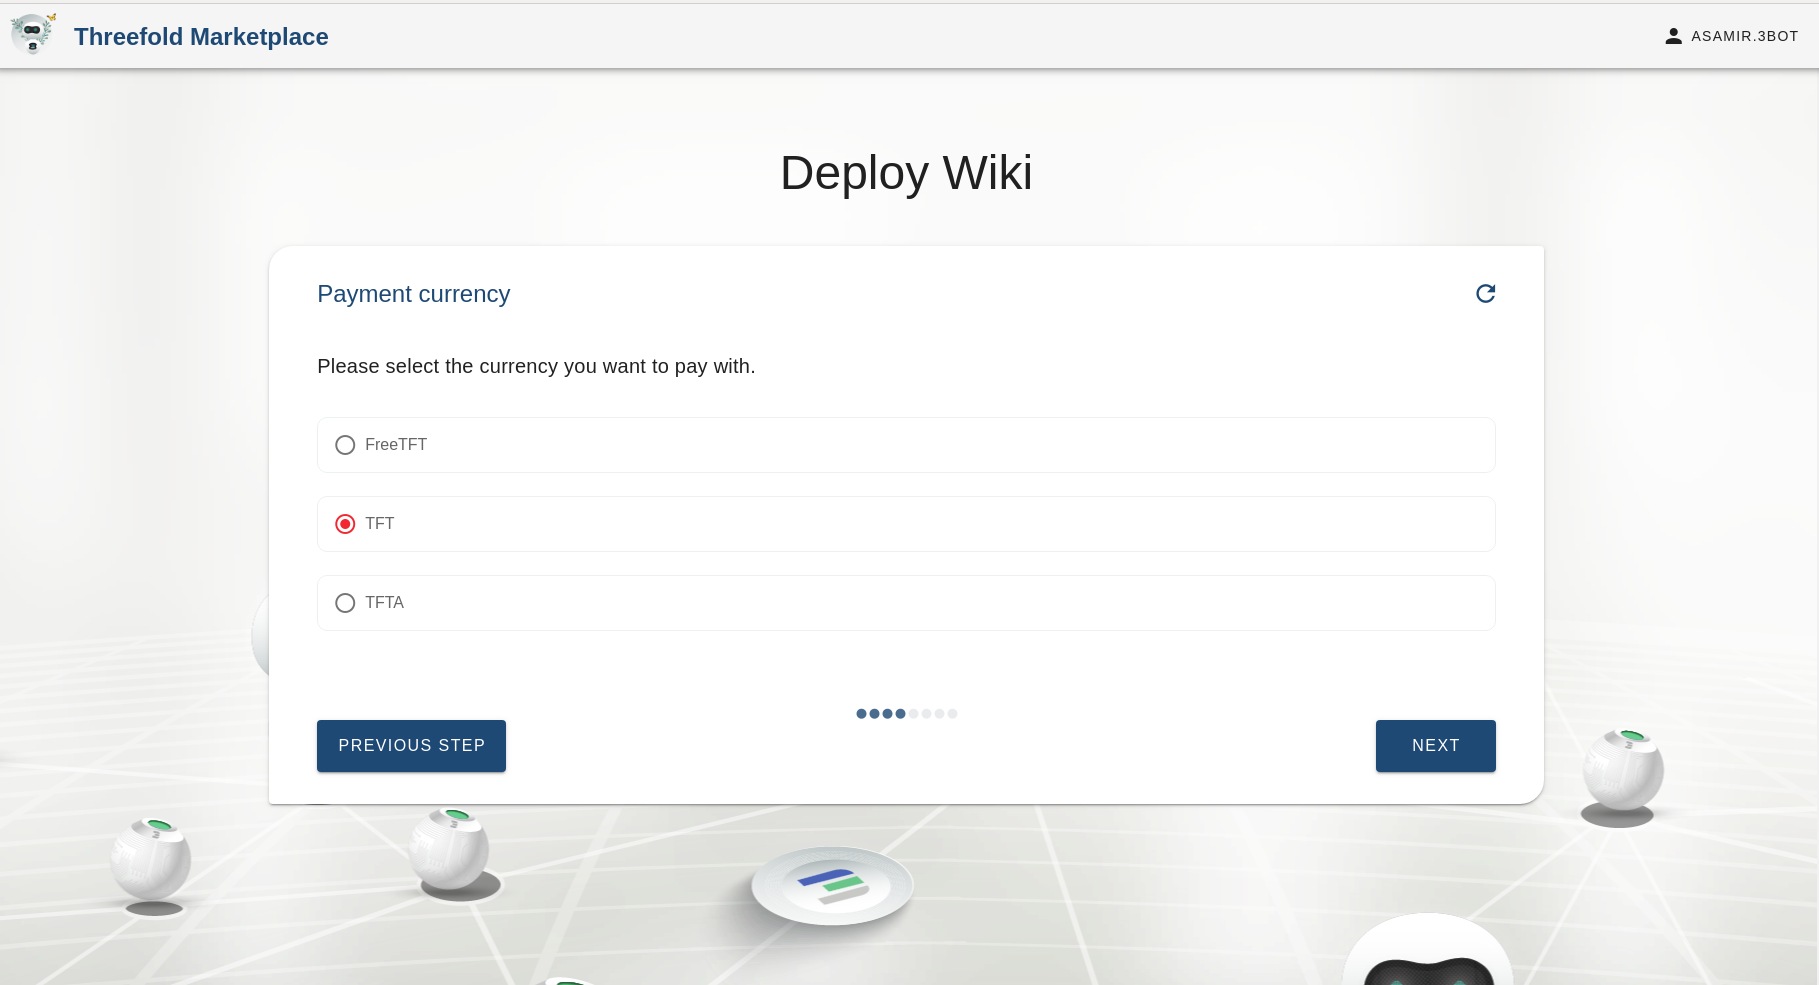 Threefold Marketplace
ASAMIR.3BOT
Deploy Wiki
Payment currency
Please select the currency you want to pay with.
FreeTFT
TFT
TFTA
PREVIOUS STEP
NEXT